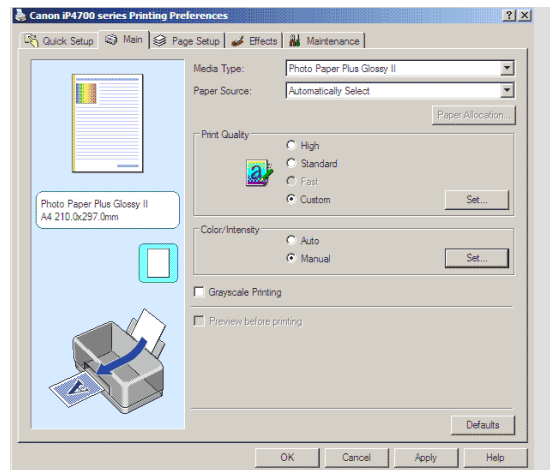 Canon iP4700 series Printing Preferences
Quick Setup Main Page Setup Effects Maintenance
Media Type: Photo Paper Plus Glossy II
Paper Source: Automatically Select
Paper Allocation...
Print Quality
High
Standard
Fast
Custom Set...
Photo Paper Plus Glossy II
A4 210.0x297.0mm
Color/Intensity
Auto
Manual Set...
Grayscale Printing
Preview before printing
Defaults
OK Cancel Apply Help